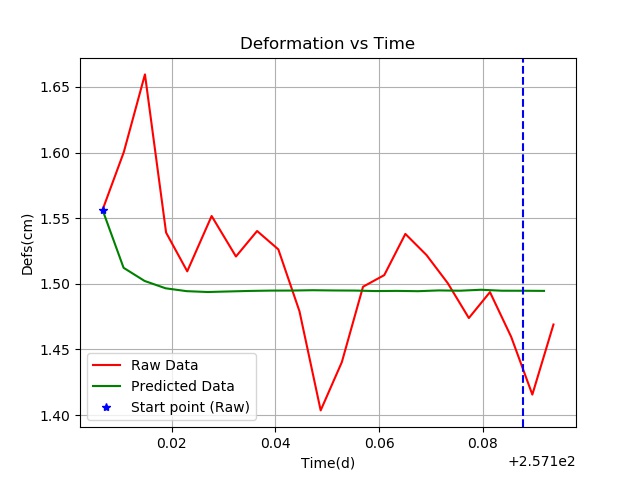 Deformation vs Time
Defs(cm)
1.65
1.60
1.55
1.50
1.45
1.40
Raw Data
Predicted Data
Start point (Raw)
0.02
0.04
0.06
0.08
Time(d)
+2.571e2